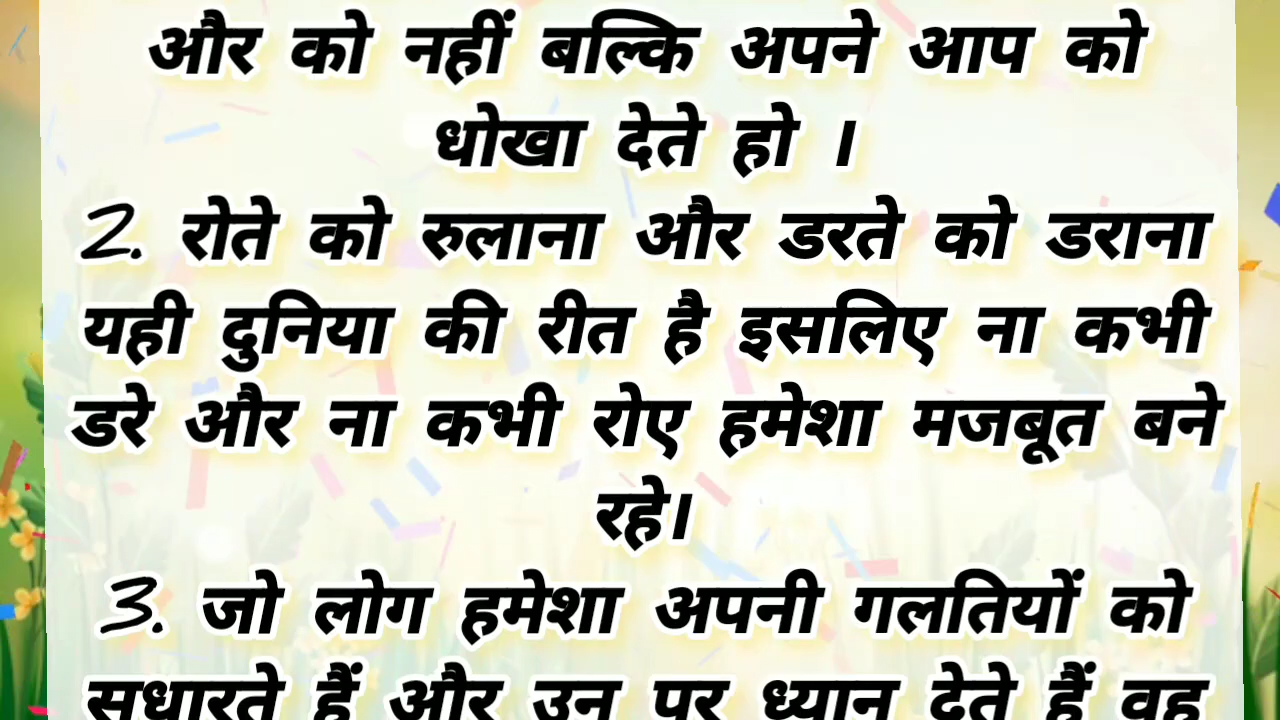 और को नहीं बल्कि अपने आप को
धोखा देते हो ।
2. रोते को रुलाना और डरते को डराना
यही दुनिया की रीत है इसलिए ना कभी
डरे और ना कभी रोए हमेशा मजबूत बने
रहे।
3. जो लोग हमेशा अपनी गलतियों को
सुधारते हैं और उन पर ध्यान देते हैं वह